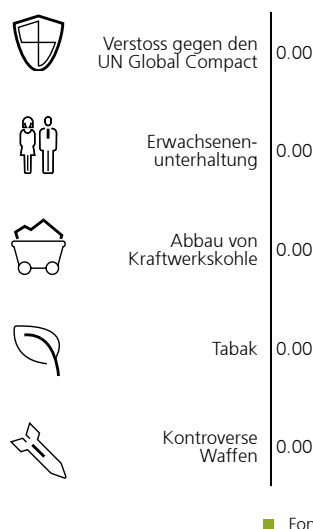 Verstoss gegen den
UN Global Compact
0.00
Erwachsenen-
unterhaltung
0.00
Abbau von
Kraftwerkskohle
0.00
Tabak
0.00
Kontroverse
Waffen
0.00